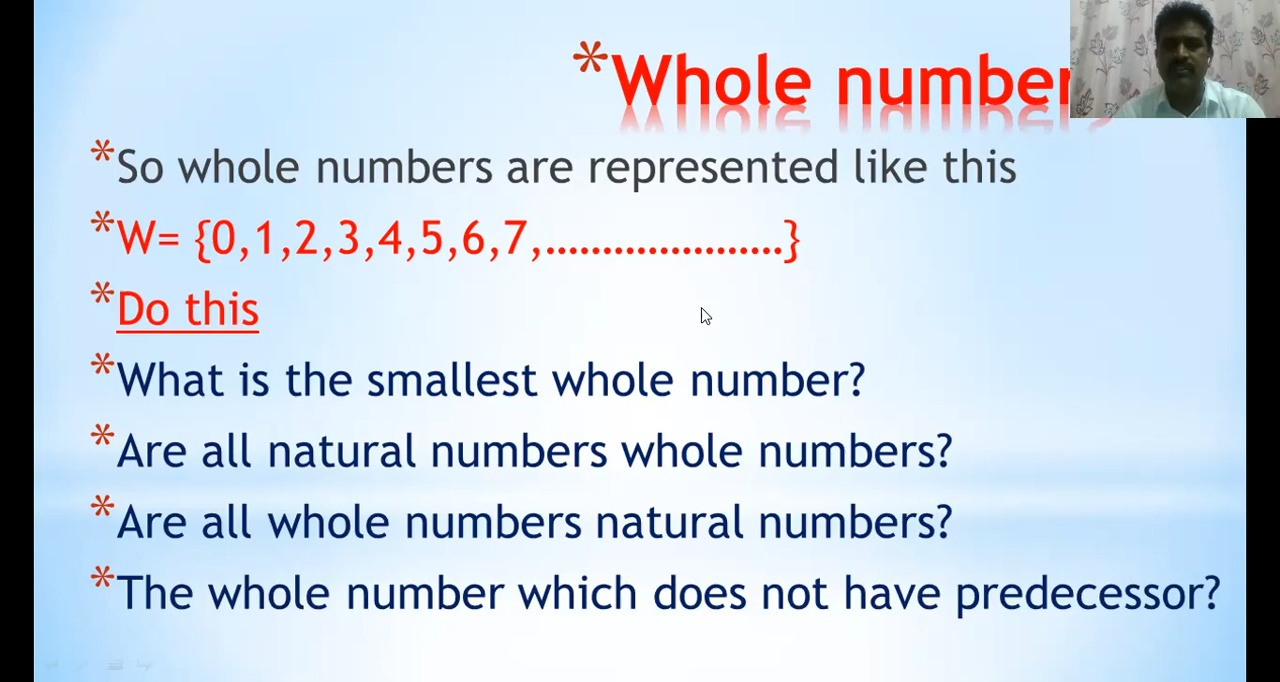 *Whole number
*So whole numbers are represented like this
*W= {0,1,2,3,4,5,6,7,.....................}
*Do this
*What is the smallest whole number?
*Are all natural numbers whole numbers?
*Are all whole numbers natural numbers?
*The whole number which does not have predecessor?